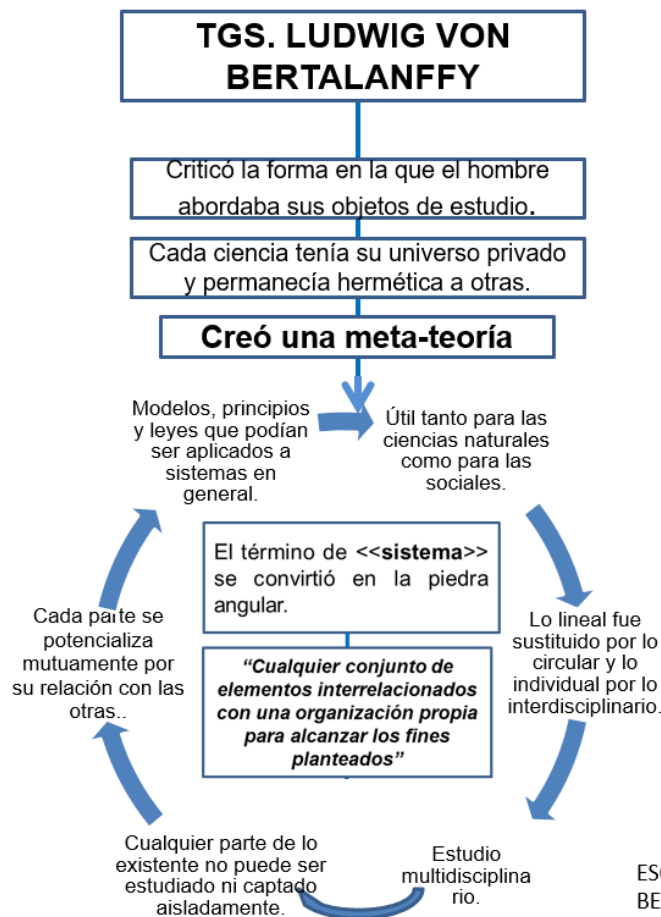 TGS. LUDWIG VON
BERTALANFFY
Criticó la forma en la que el hombre
abordaba sus objetos de estudio.
Cada ciencia tenía su universo privado
y permanecía hermética a otras.
Creó una meta-teoría
Modelos, principios
y leyes que podían
ser aplicados a
sistemas en
general.
Útil tanto para las
ciencias naturales
como para las
sociales.
El término de <<sistema>>
se convirtió en la piedra
angular.
Cada parte se
potencializa
mutuamente por
su relación con las
otras..
Lo lineal fue
sustituido por lo
circular y lo
individual por lo
interdisciplinario.
“Cualquier conjunto de
elementos interrelacionados
con una organización propia
para alcanzar los fines
planteados”
Cualquier parte de lo
existente no puede ser
estudiado ni captado
aisladamente.
Estudio
multidisciplina
rio.